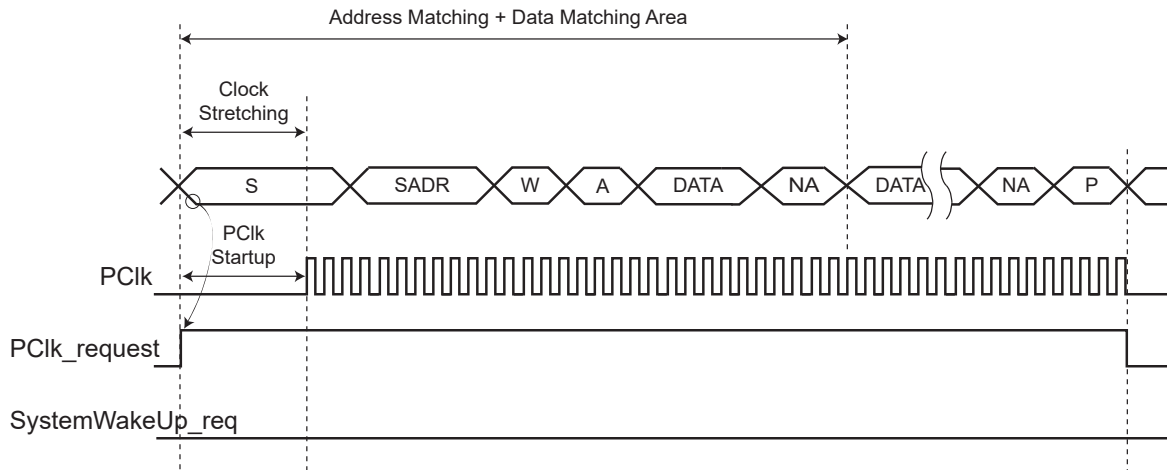 Address Matching + Data Matching Area
Clock
Stretching
S
SADR
W
A
DATA
NA
DATA
NA
P
PClk
Startup
PClk
PClk_request
SystemWakeUp_req